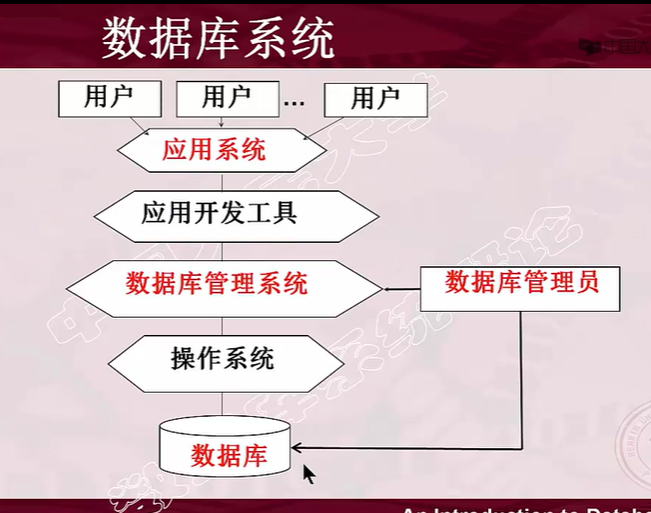 数据库系统
用户 用户 … 用户
应用系统
应用开发工具
数据库管理系统 数据库管理员
操作系统
数据库
An Introduction to Databa